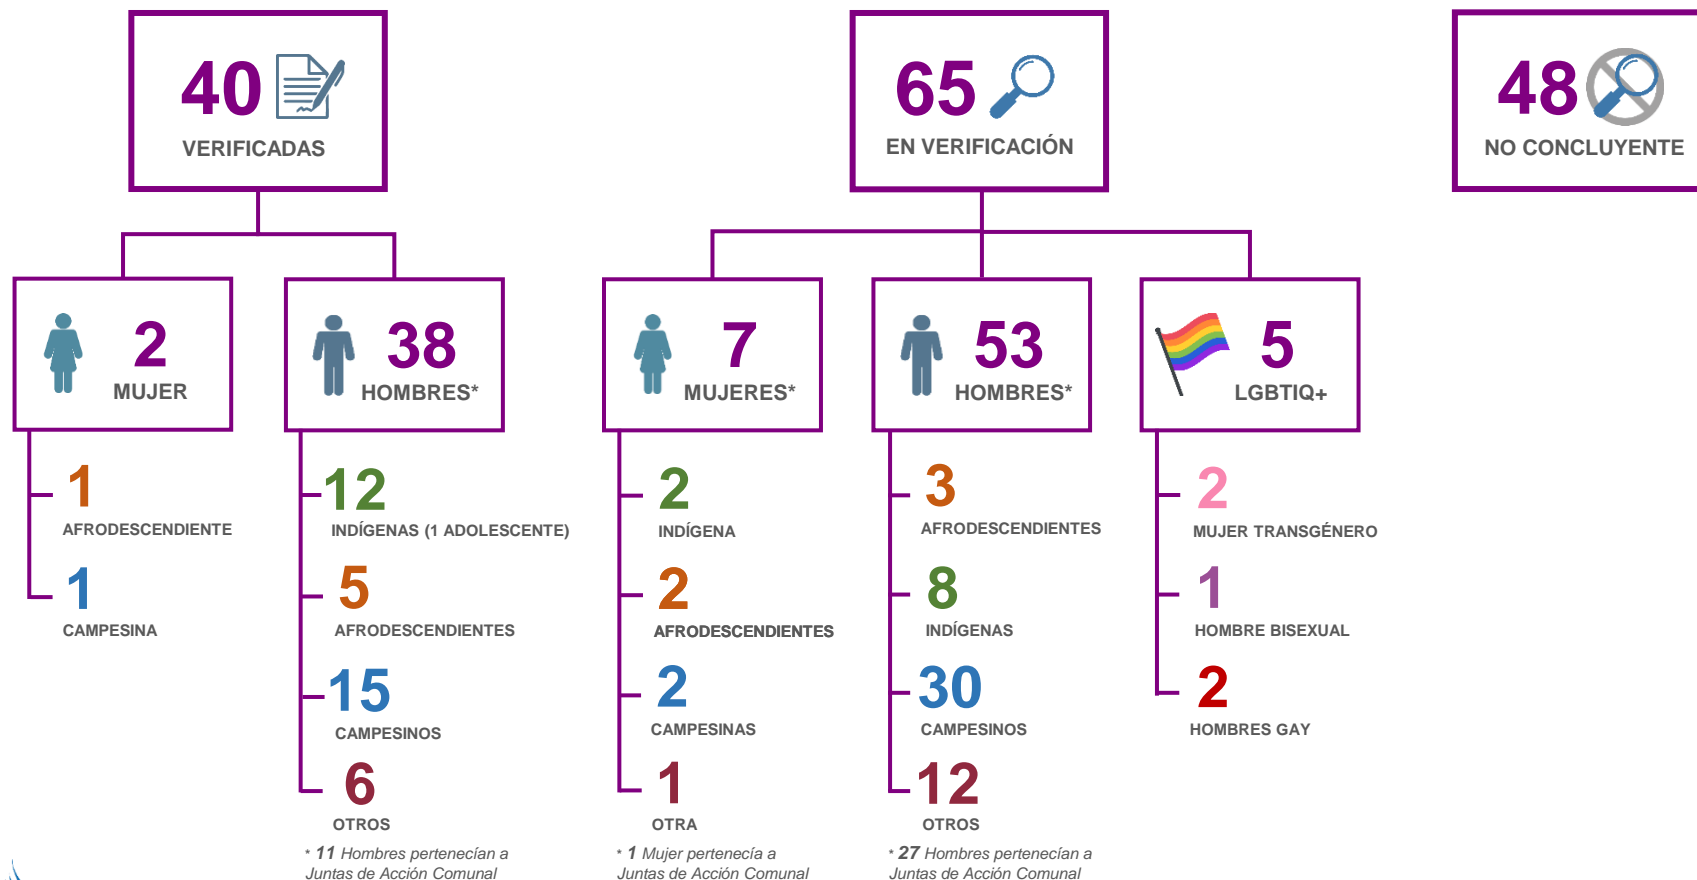 40
VERIFICADAS
65
EN VERIFICACIÓN
48
NO CONCLUYENTE
2
MUJER
38
HOMBRES*
7
MUJERES*
53
HOMBRES*
5
LGBTIQ+
1
AFRODESCENDIENTE
1
CAMPESINA
12
INDÍGENAS (1 ADOLESCENTE)
5
AFRODESCENDIENTES
15
CAMPESINOS
6
OTROS
* 11 Hombres pertenecían a
Juntas de Acción Comunal
2
INDÍGENA
2
AFRODESCENDIENTES
2
CAMPESINAS
1
OTRA
* 1 Mujer pertenecía a
Juntas de Acción Comunal
3
AFRODESCENDIENTES
8
INDÍGENAS
30
CAMPESINOS
12
OTROS
* 27 Hombres pertenecían a
Juntas de Acción Comunal
2
MUJER TRANSGÉNERO
1
HOMBRE BISEXUAL
2
HOMBRES GAY